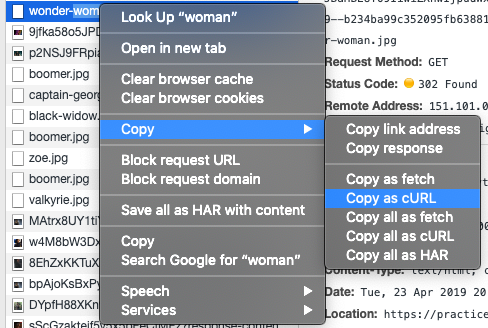 wonder-wom
9jfka58o5JPD
p2NSJ9FRpia
boomer.jpg
captain-georg
black-widow.
boomer.jpg
zoe.jpg
boomer.jpg
valkyrie.jpg
MAtrx8UY1ti
w4M8bW3Dx
8EhZxKKTuX
bpAjoKsBxPy
DYpfH88XKn
Look Up “woman”
Open in new tab
Clear browser cache
Clear browser cookies
Copy
Block request URL
Block request domain
Save all as HAR with content
Copy
Search Google for “woman”
Speech
Services
Copy link address
Copy response
Copy as fetch
Copy as cURL
Copy all as fetch
Copy all as cURL
Copy all as HAR
9--b234ba99c352095fb63881
r-woman.jpg
Request Method: GET
Status Code: 302 Found
Remote Address: 151.101.0
Content-Type: text/html; c
Date: Tue, 23 Apr 2019 20
Location: https://practice